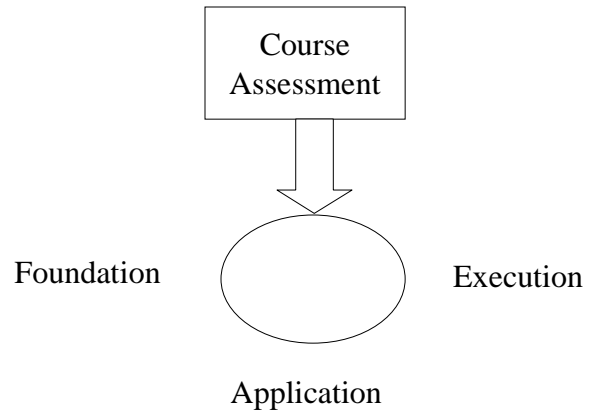 Course
Assessment
Foundation
Execution
Application